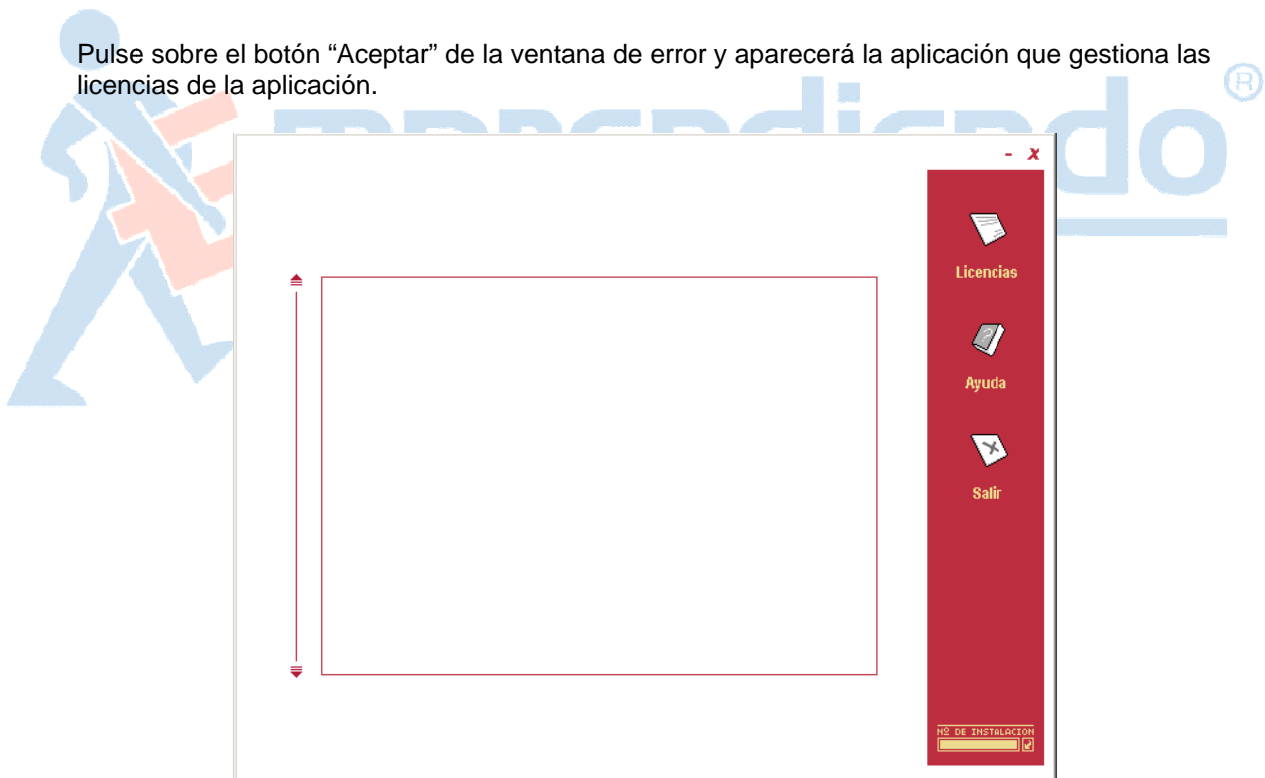 Pulse sobre el botón “Aceptar” de la ventana de error y aparecerá la aplicación que gestiona las
licencias de la aplicación.
®
- X
Licencias
Ayuda
Salir
Nº DE INSTALACION